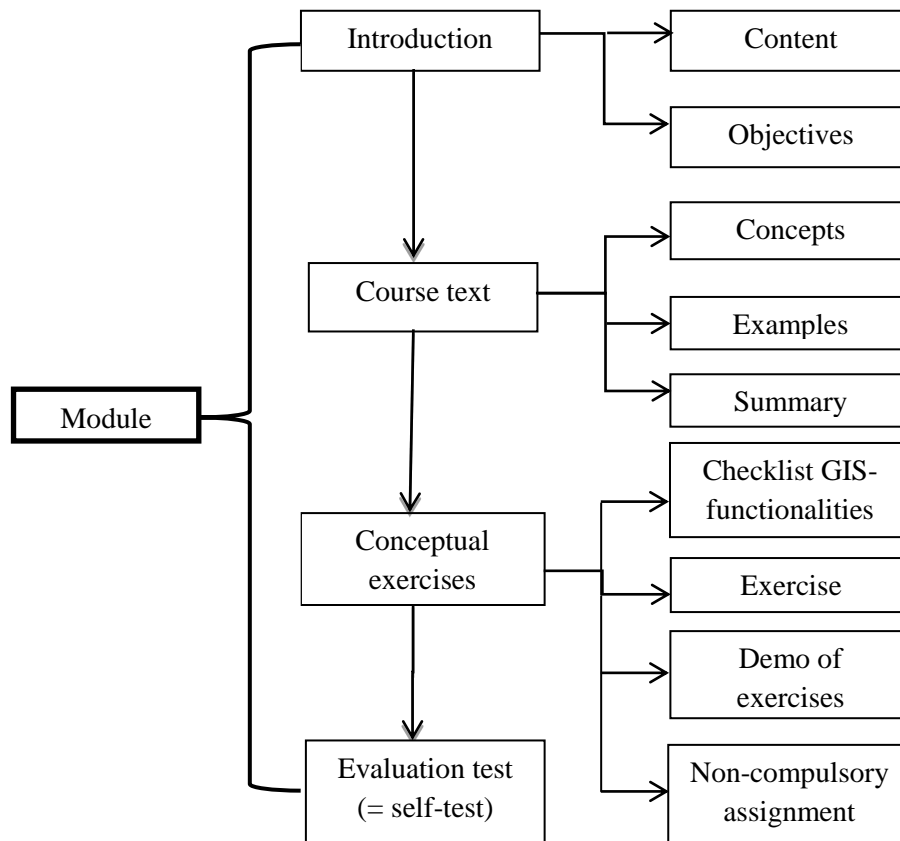 Introduction
Content
Objectives
Concepts
Course text
Examples
Summary
Module
Checklist GIS-
functionalities
Conceptual
exercises
Exercise
Demo of
exercises
Evaluation test
(= self-test)
Non-compulsory
assignment